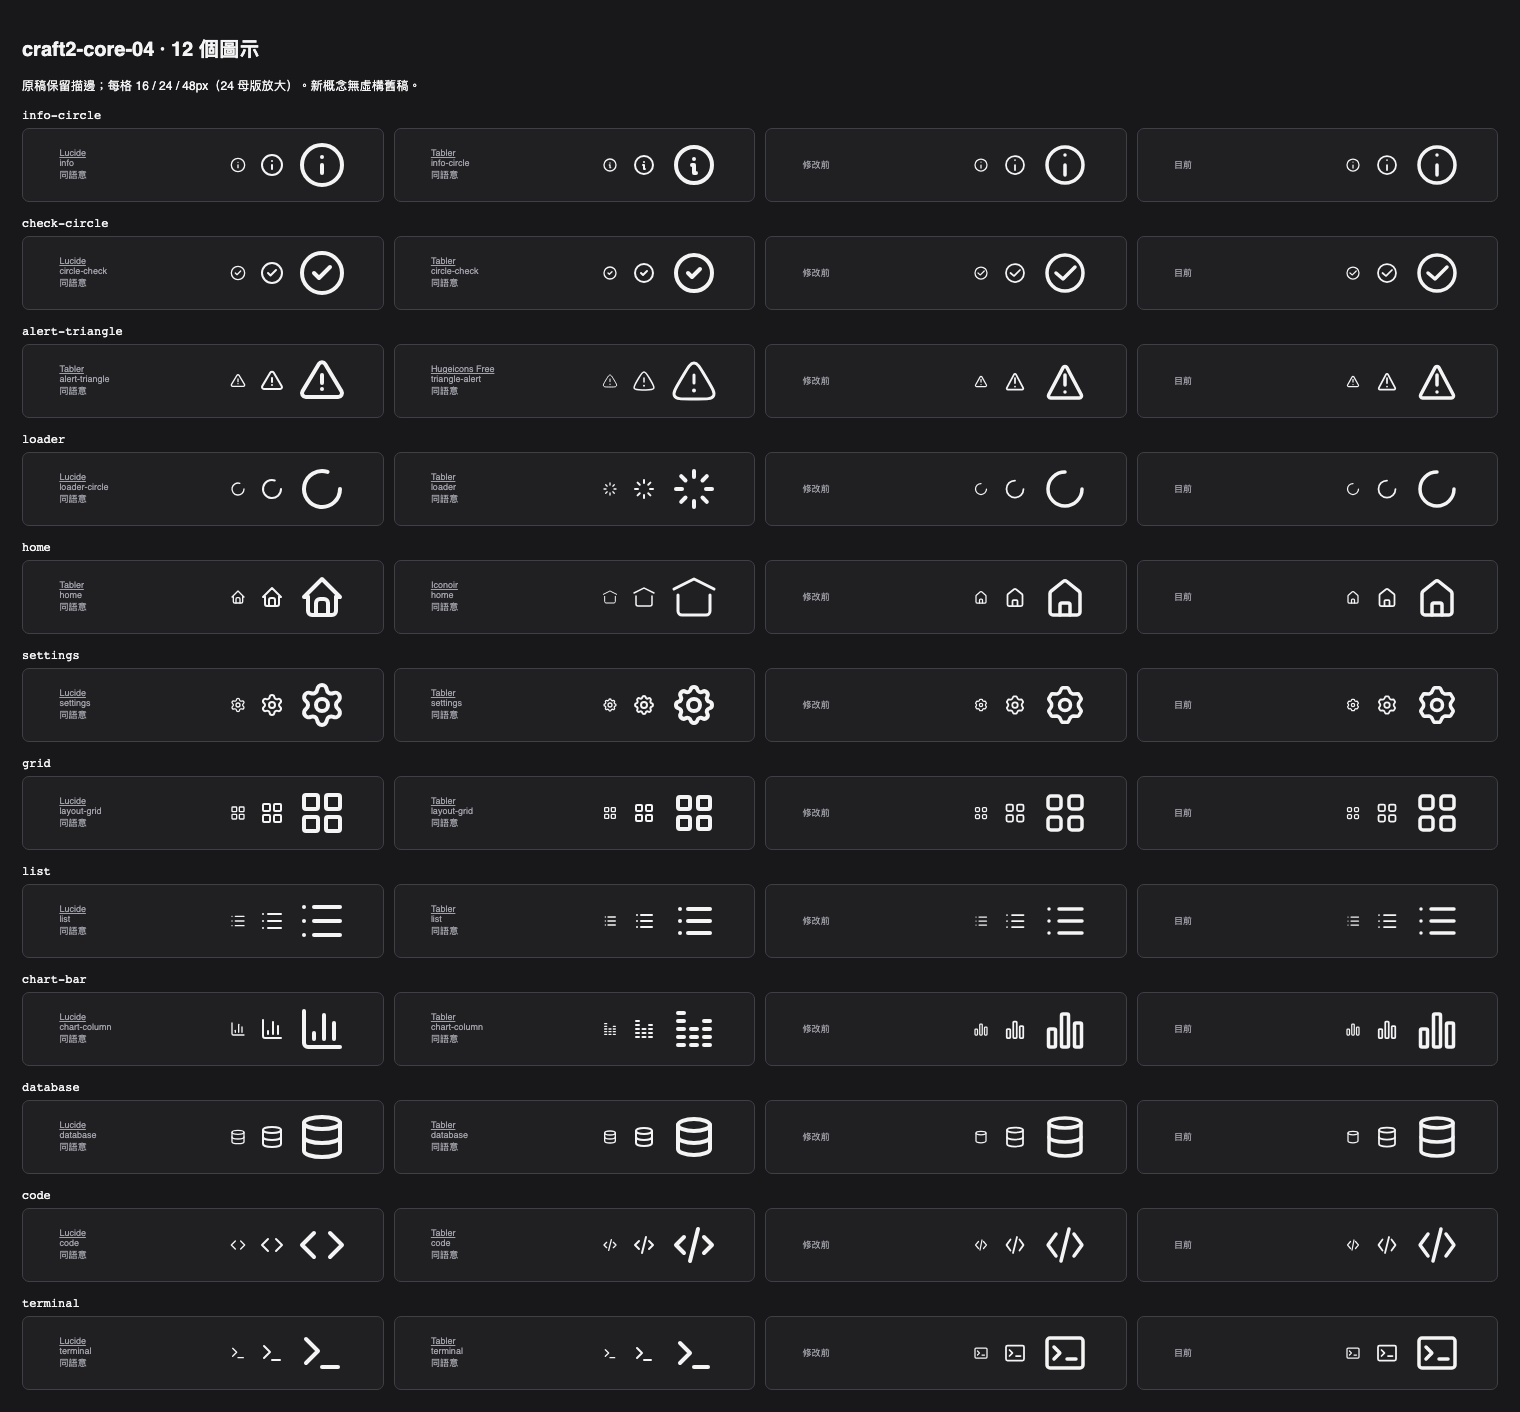 craft2-core-04 · 12 個圖示
原稿保留描邊；每格 16 / 24 / 48px（24 母版放大）。新概念無虛構舊稿。
info-circle
Lucide
info
同語意
Tabler
info-circle
同語意
修改前
目前
check-circle
Lucide
circle-check
同語意
Tabler
circle-check
同語意
修改前
目前
alert-triangle
Tabler
alert-triangle
同語意
Hugeicons Free
triangle-alert
同語意
修改前
目前
loader
Lucide
loader-circle
同語意
Tabler
loader
同語意
修改前
目前
home
Tabler
home
同語意
Iconoir
home
同語意
修改前
目前
settings
Lucide
settings
同語意
Tabler
settings
同語意
修改前
目前
grid
Lucide
layout-grid
同語意
Tabler
layout-grid
同語意
修改前
目前
list
Lucide
list
同語意
Tabler
list
同語意
修改前
目前
chart-bar
Lucide
chart-column
同語意
Tabler
chart-column
同語意
修改前
目前
database
Lucide
database
同語意
Tabler
database
同語意
修改前
目前
code
Lucide
code
同語意
Tabler
code
同語意
修改前
目前
terminal
Lucide
terminal
同語意
Tabler
terminal
同語意
修改前
目前